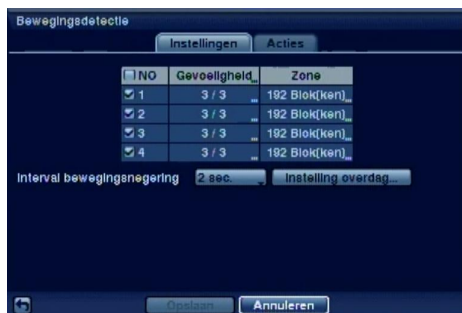 Bewegingsdetectie
Instellingen Acties
NO Gevoeligheid... Zone
1 3 / 3 ... 192 Blok[ken]...
2 3 / 3 ... 192 Blok[ken]...
3 3 / 3 ... 192 Blok[ken]...
4 3 / 3 ... 192 Blok[ken]...
Interval bewegingsnegering 2 sec. Instelling overdag...
Opslaan Annuleren